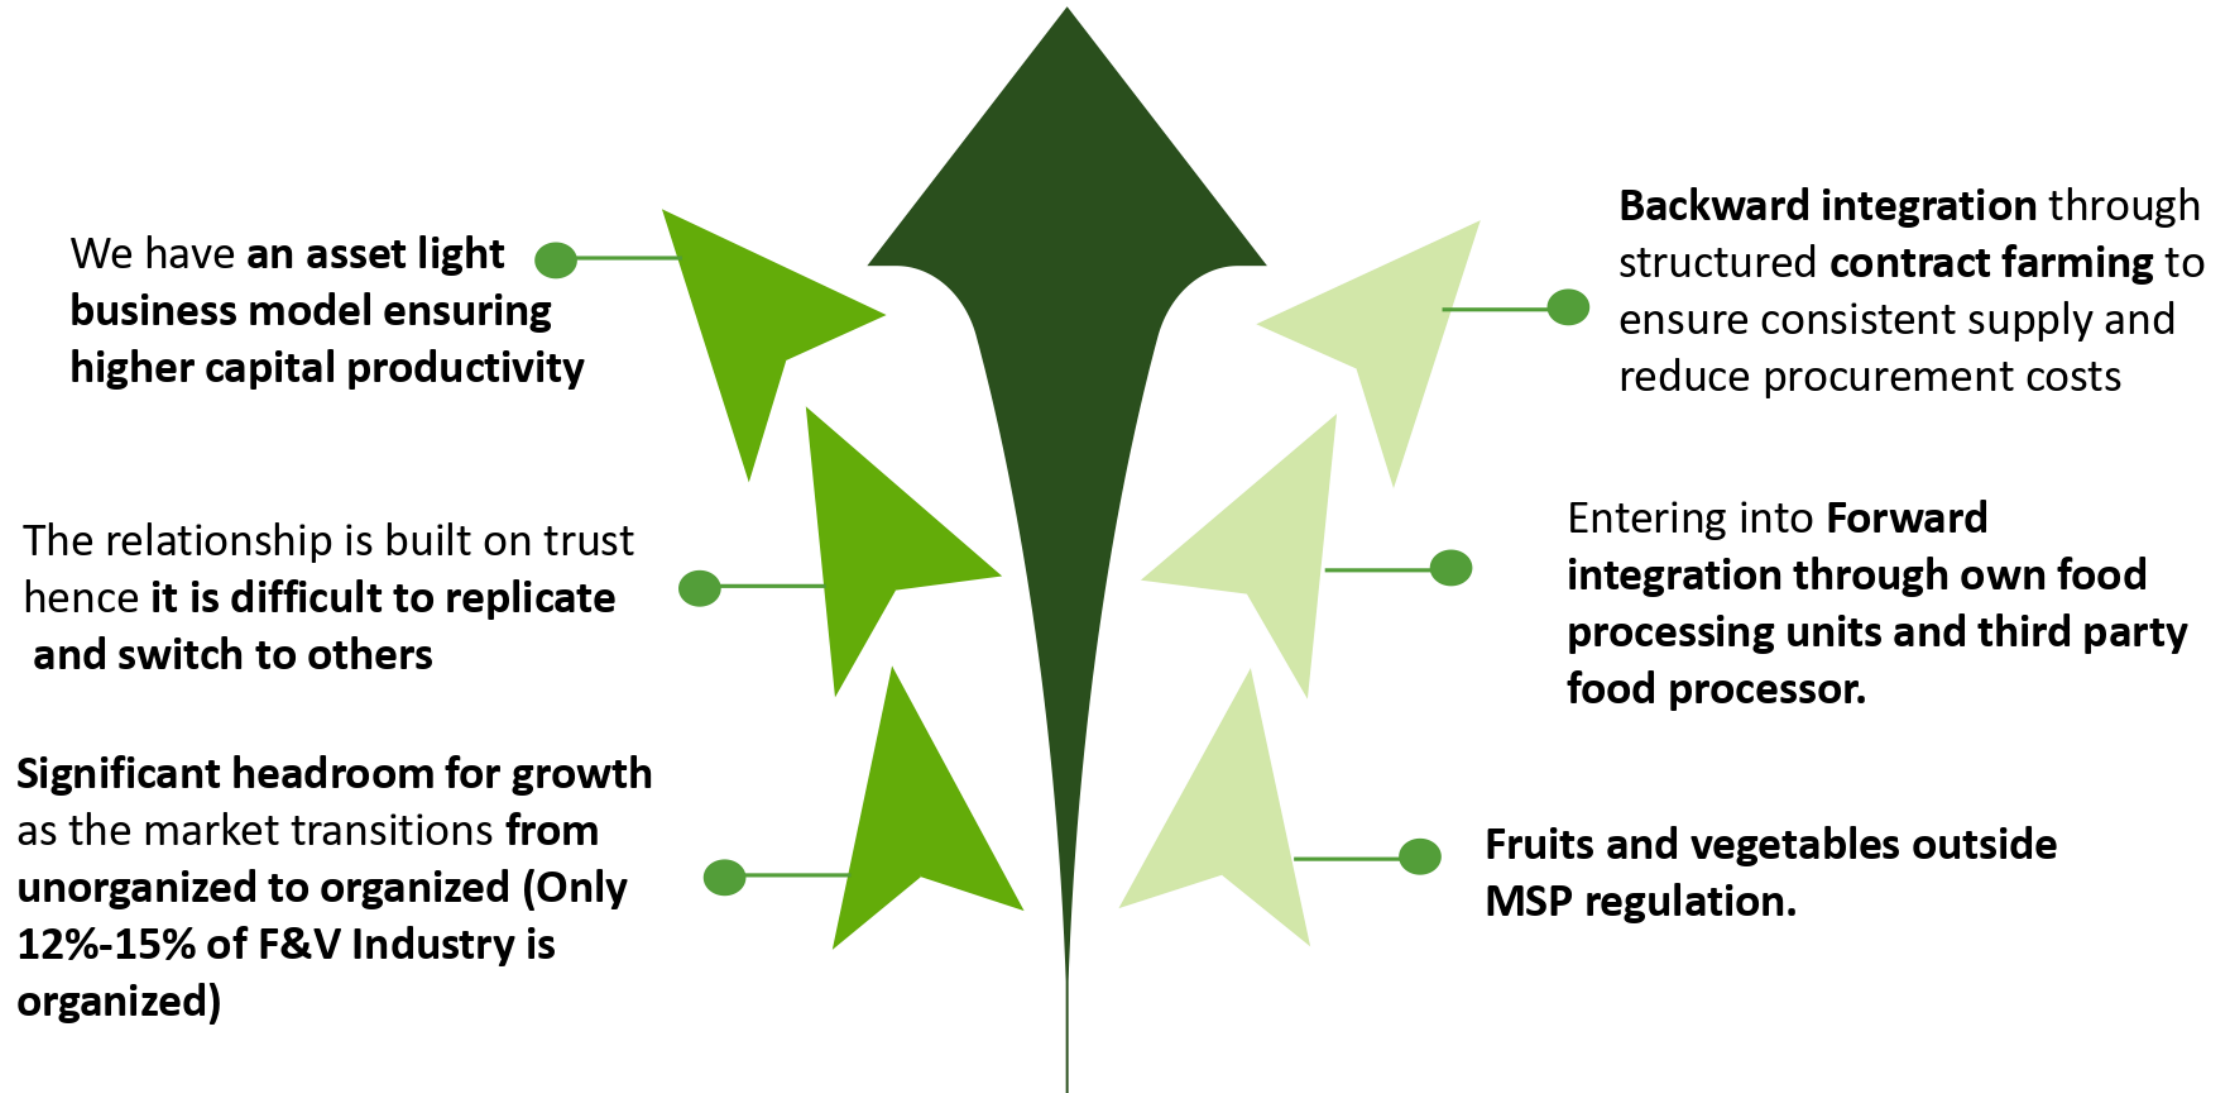 We have an asset light
business model ensuring
higher capital productivity
The relationship is built on trust
hence it is difficult to replicate
and switch to others
Significant headroom for growth
as the market transitions from
unorganized to organized (Only
12%-15% of F&V Industry is
organized)
Backward integration through
structured contract farming to
ensure consistent supply and
reduce procurement costs
Entering into Forward
integration through own food
processing units and third party
food processor.
Fruits and vegetables outside
MSP regulation.